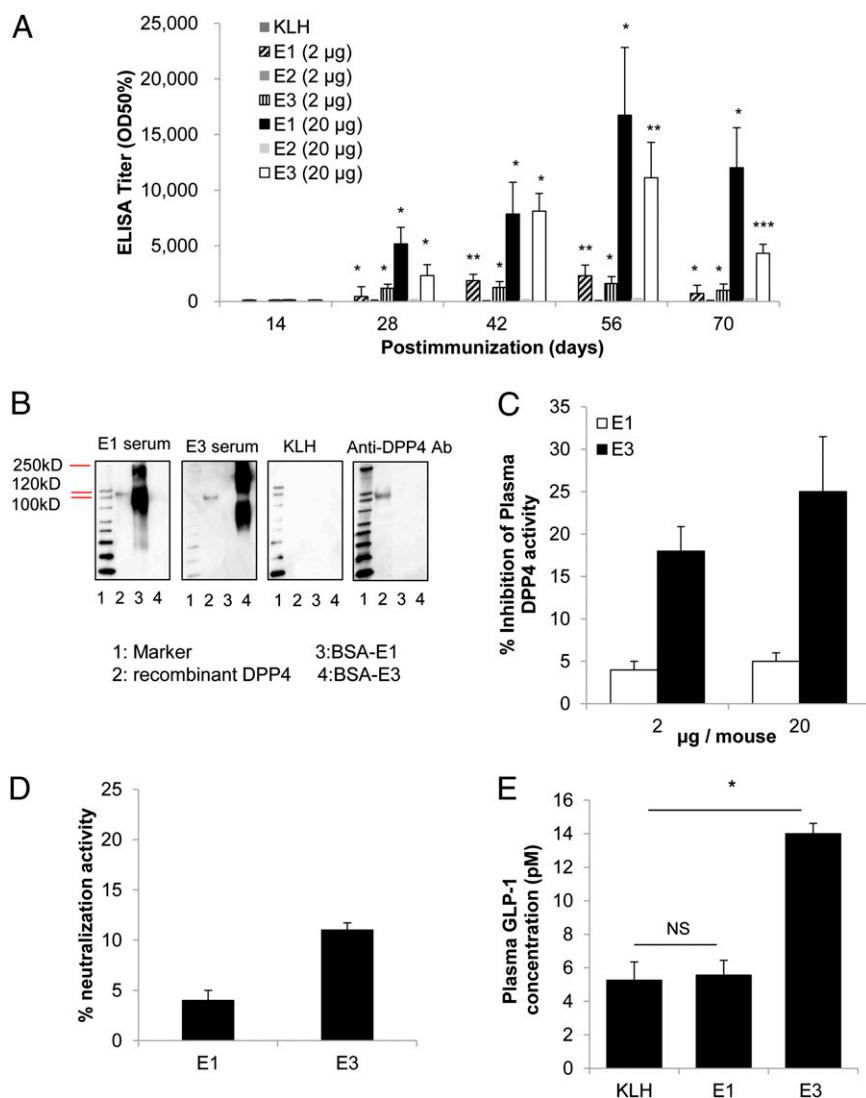 A
KLH
E1 (2 µg)
E2 (2 µg)
E3 (2 µg)
E1 (20 µg)
E2 (20 µg)
E3 (20 µg)
ELISA Titer (OD50%)
25,000
20,000
15,000
10,000
5,000
0
* * * *
** * * *
** * * **
* * * ***
14 28 42 56 70
Postimmunization (days)
B
E1 serum E3 serum KLH Anti-DPP4 Ab
250kD
120kD
100kD
1 2 3 4 1 2 3 4 1 2 3 4 1 2 3 4
1: Marker 3:BSA-E1
2: recombinant DPP4 4:BSA-E3
C
% Inhibition of Plasma
DPP4 activity
35
30
25
20
15
10
5
0
E1
E3
2 20
µg / mouse
D
% neutralization activity
25
20
15
10
5
0
E1 E3
E
Plasma GLP-1
concentration (pM)
16
14
12
10
8
6
4
2
0
*
NS
KLH E1 E3